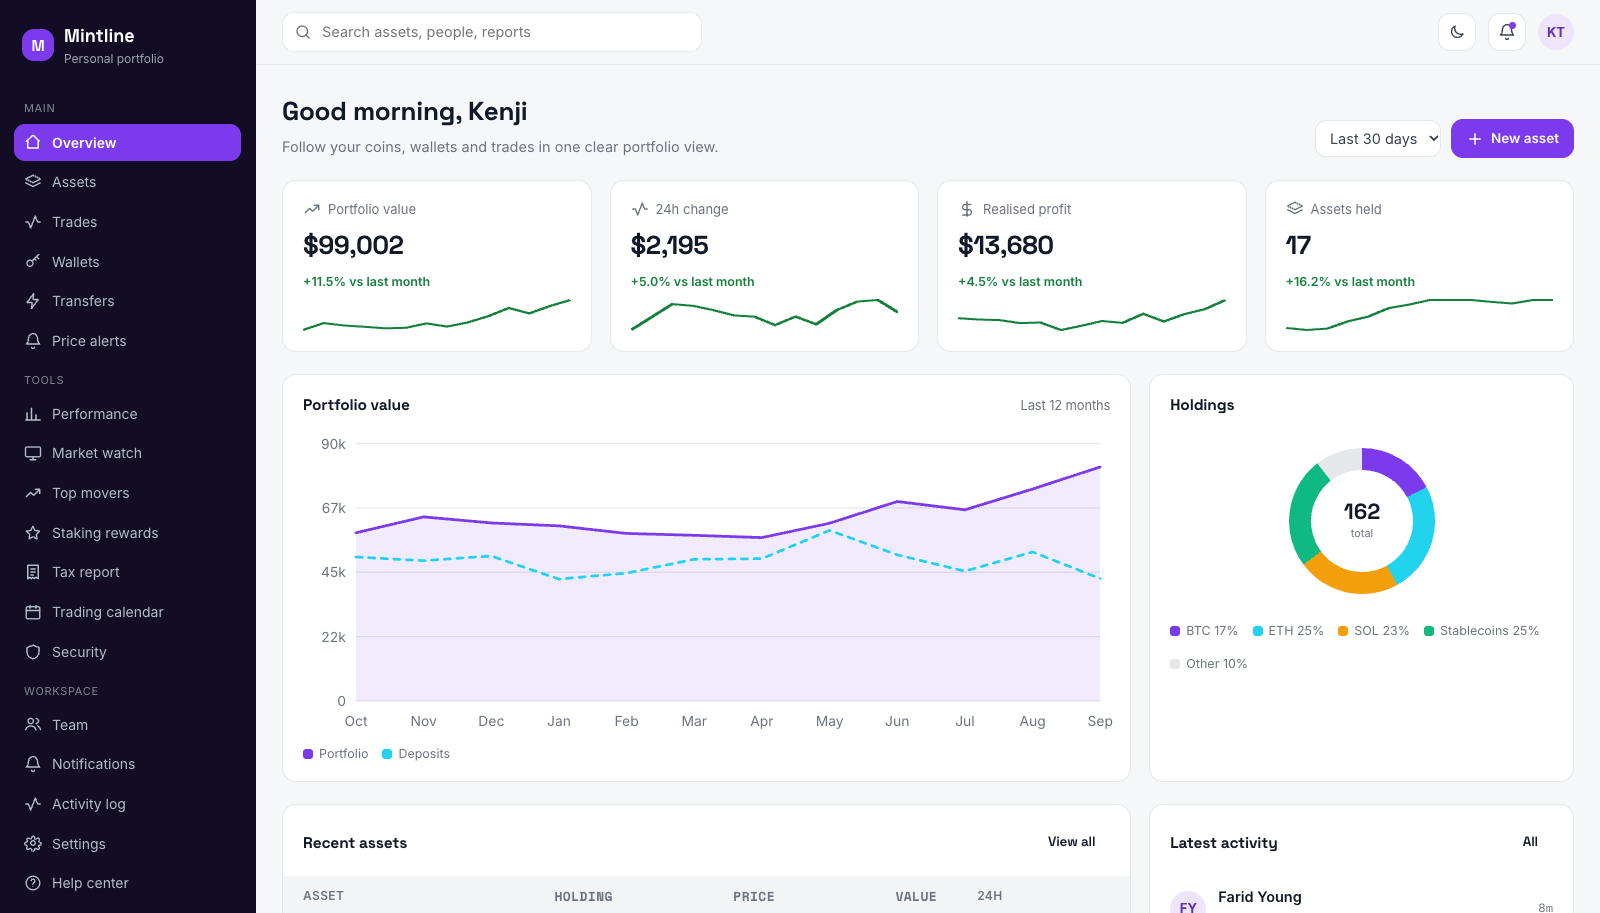 M
Mintline
Personal portfolio
MAIN
Overview
Assets
Trades
Wallets
Transfers
Price alerts
TOOLS
Performance
Market watch
Top movers
Staking rewards
Tax report
Trading calendar
Security
WORKSPACE
Team
Notifications
Activity log
Settings
Help center
Search assets, people, reports
KT
Good morning, Kenji
Follow your coins, wallets and trades in one clear portfolio view.
Last 30 days
New asset
Portfolio value
$99,002
+11.5% vs last month
24h change
$2,195
+5.0% vs last month
Realised profit
$13,680
+4.5% vs last month
Assets held
17
+16.2% vs last month
Portfolio value
Last 12 months
90k
67k
45k
22k
0
Oct Nov Dec Jan Feb Mar Apr May Jun Jul Aug Sep
Portfolio Deposits
Holdings
162
total
BTC 17% ETH 25% SOL 23% Stablecoins 25%
Other 10%
Recent assets
View all
ASSET HOLDING PRICE VALUE 24H
Latest activity
All
FY
Farid Young
8m